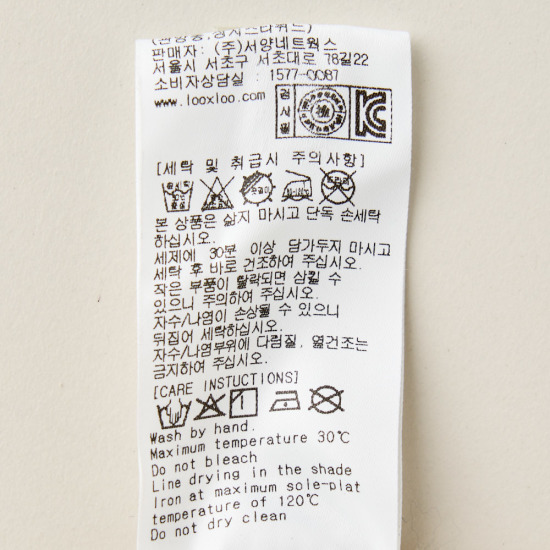 판매자: (주)서양네트웍스
서울시 서초구 서초대로 78길22
소비자상담실 : 1577-0087
www.looxloo.com
검사필
[세탁 및 취급시 주의사항]
본 상품은 삶지 마시고 단독 손세탁
하십시오.
세제에 30분 이상 담가두지 마시고
세탁 후 바로 건조하여 주십시오.
작은 부품이 탈락되면 삼킬 수
있으니 주의하여 주십시오.
자수/나염이 손상될 수 있으니
뒤집어 세탁하십시오.
자수/나염부위에 다림질, 열건조는
금지하여 주십시오.
[CARE INSTUCTIONS]
Wash by hand.
Maximum temperature 30℃
Do not bleach
Line drying in the shade
Iron at maximum sole-plat
temperature of 120℃
Do not dry clean